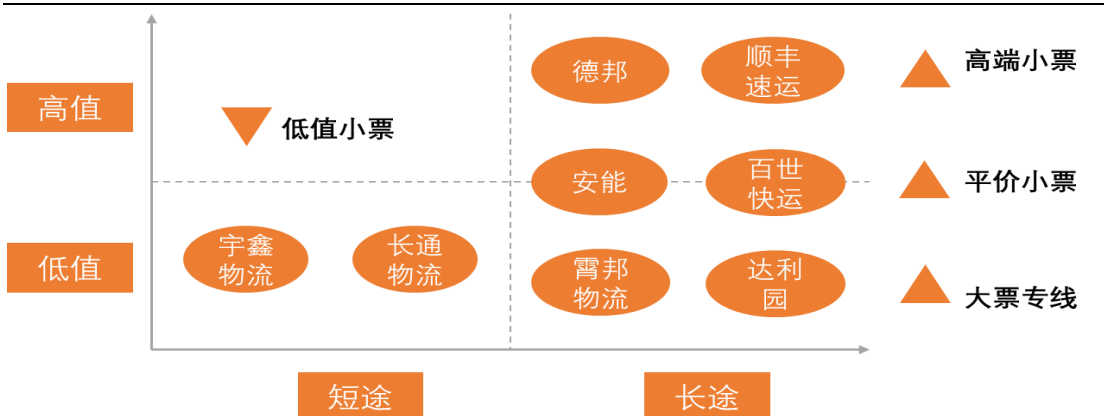 德邦
顺丰
速运
高端小票
高值
低值小票
安能
百世
快运
平价小票
宇鑫
物流
长通
物流
低值
霄邦
物流
达利
园
大票专线
短途
长途